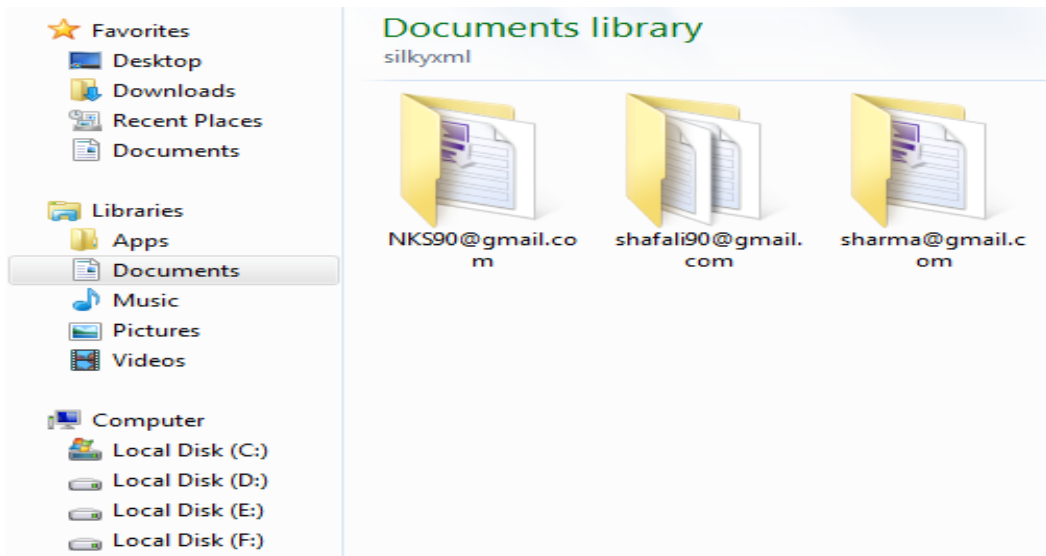 Favorites
Desktop
Downloads
Recent Places
Documents
Libraries
Apps
Documents
Music
Pictures
Videos
Computer
Local Disk (C:)
Local Disk (D:)
Local Disk (E:)
Local Disk (F:)
Documents library
silkyxml
NKS90@gmail.co
m
shafali90@gmail.
com
sharma@gmail.c
om